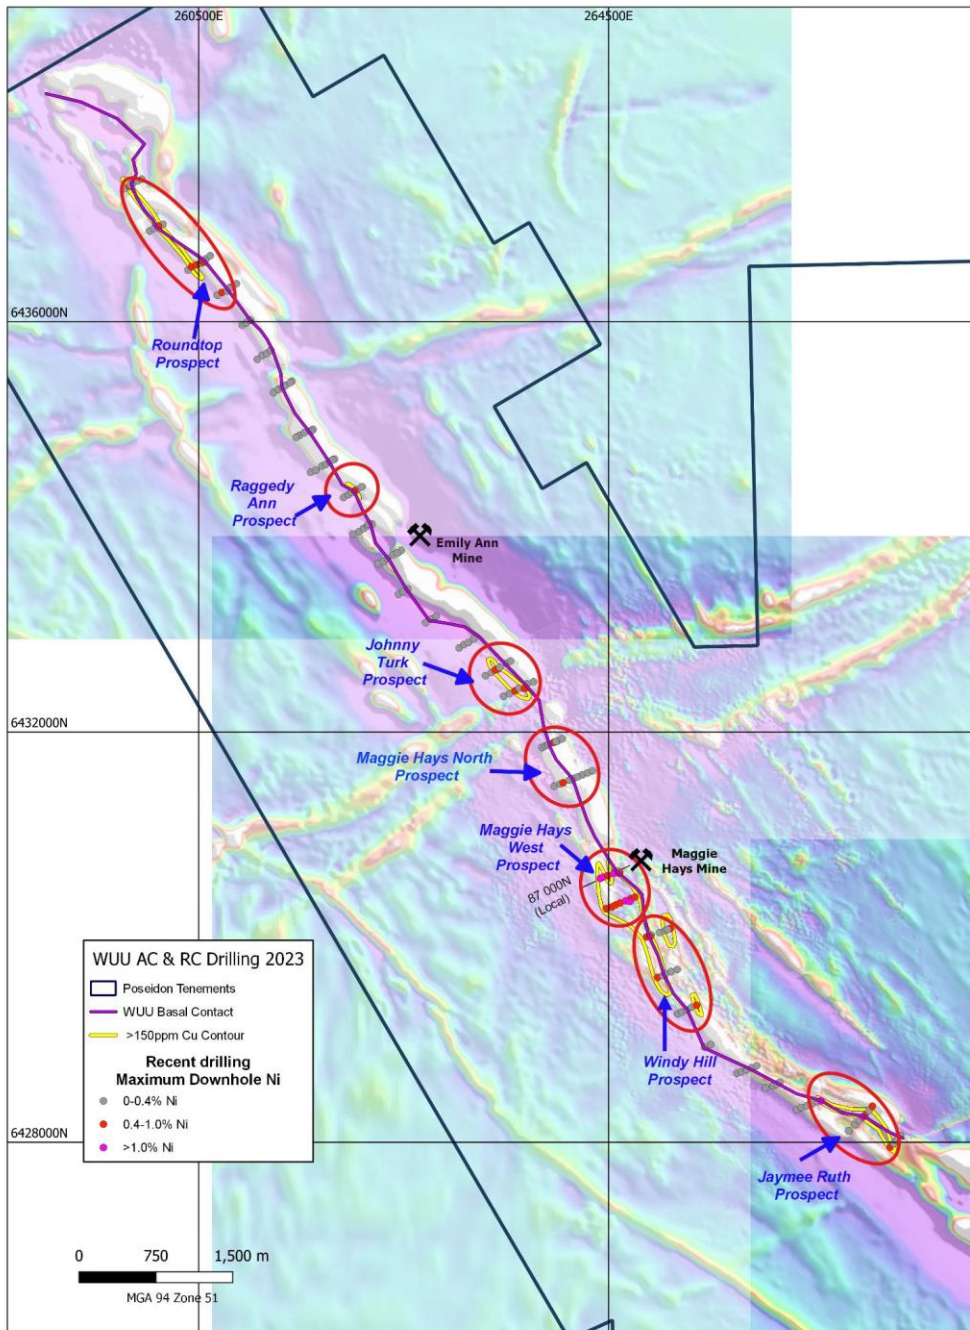 260500E
264500E
6436000N
Roundtop
Prospect
Raggedy
Ann
Prospect
Emily Ann
Mine
Johnny
Turk
Prospect
6432000N
Maggie Hays North
Prospect
Maggie Hays
West
Prospect
Maggie
Hays Mine
87 000N
(Local)
WUU AC & RC Drilling 2023
Poseidon Tenements
WUU Basal Contact
>150ppm Cu Contour
Recent drilling
Maximum Downhole Ni
0-0.4% Ni
0.4-1.0% Ni
>1.0% Ni
Windy Hill
Prospect
6428000N
Jaymee Ruth
Prospect
0 750 1,500 m
MGA 94 Zone 51